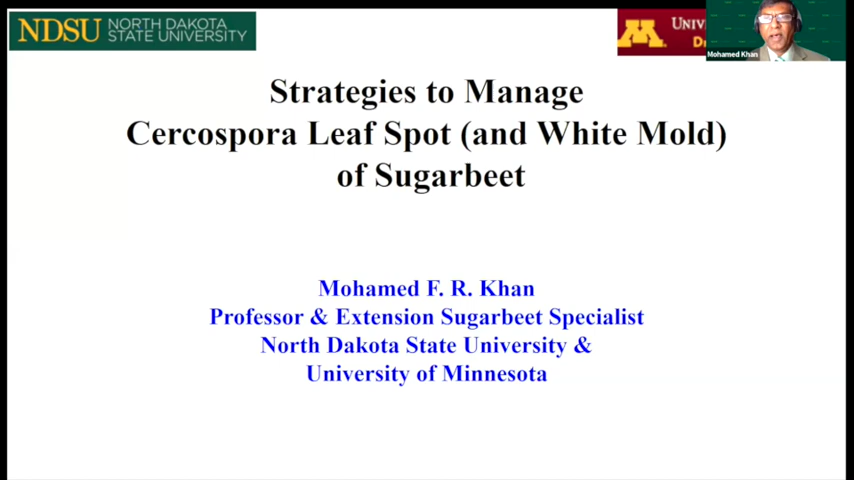 NDSU NORTH DAKOTA
STATE UNIVERSITY
M UNIV
Mohamed Khan
Strategies to Manage
Cercospora Leaf Spot (and White Mold)
of Sugarbeet
Mohamed F. R. Khan
Professor & Extension Sugarbeet Specialist
North Dakota State University &
University of Minnesota